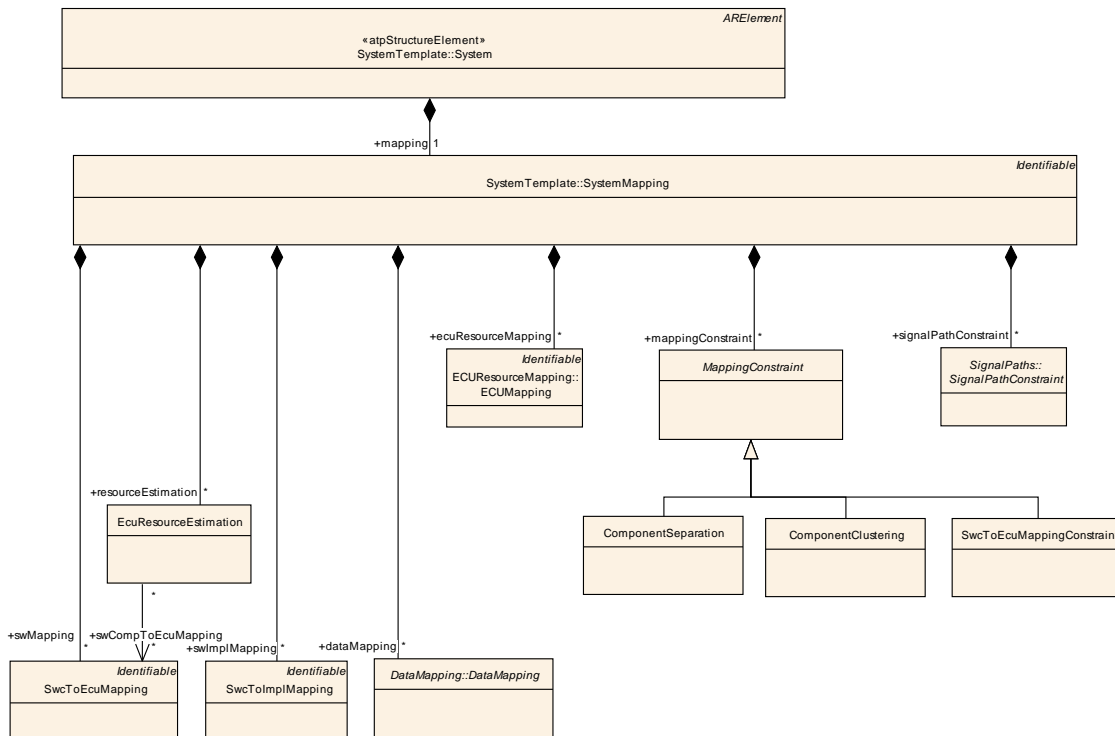 ARElement
«atpStructureElement»
SystemTemplate::System
+mapping 1
Identifiable
SystemTemplate::SystemMapping
+ecuResourceMapping *
+mappingConstraint *
+signalPathConstraint *
Identifiable
ECUResourceMapping::
ECUMapping
MappingConstraint
SignalPaths::
SignalPathConstraint
+resourceEstimation *
EcuResourceEstimation
ComponentSeparation
ComponentClustering
SwcToEcuMappingConstrain
*
+swMapping
*
+swCompToEcuMapping
*
+swImplMapping *
+dataMapping *
Identifiable
SwcToEcuMapping
Identifiable
SwcToImplMapping
DataMapping::DataMapping